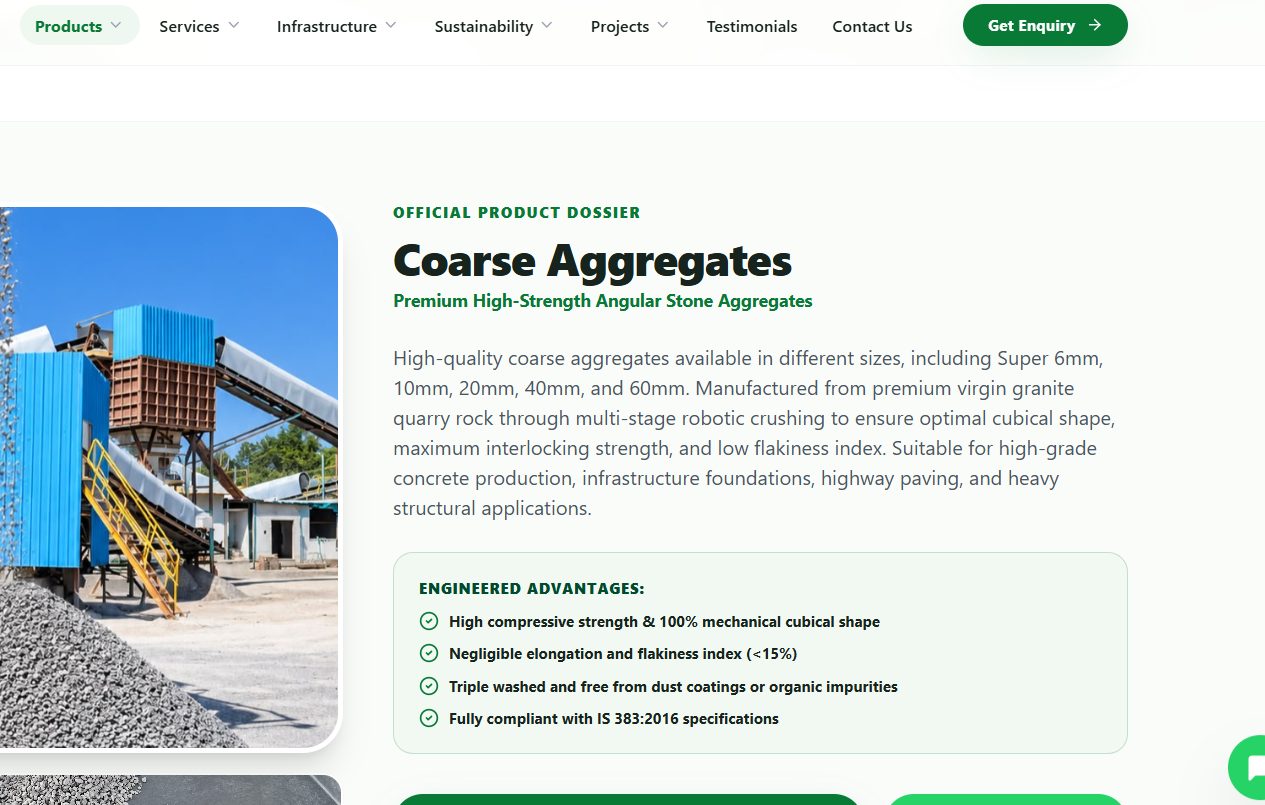 Products
Services
Infrastructure
Sustainability
Projects
Testimonials
Contact Us
Get Enquiry
OFFICIAL PRODUCT DOSSIER
Coarse Aggregates
Premium High-Strength Angular Stone Aggregates
High-quality coarse aggregates available in different sizes, including Super 6mm,
10mm, 20mm, 40mm, and 60mm. Manufactured from premium virgin granite
quarry rock through multi-stage robotic crushing to ensure optimal cubical shape,
maximum interlocking strength, and low flakiness index. Suitable for high-grade
concrete production, infrastructure foundations, highway paving, and heavy
structural applications.
ENGINEERED ADVANTAGES:
High compressive strength & 100% mechanical cubical shape
Negligible elongation and flakiness index (<15%)
Triple washed and free from dust coatings or organic impurities
Fully compliant with IS 383:2016 specifications